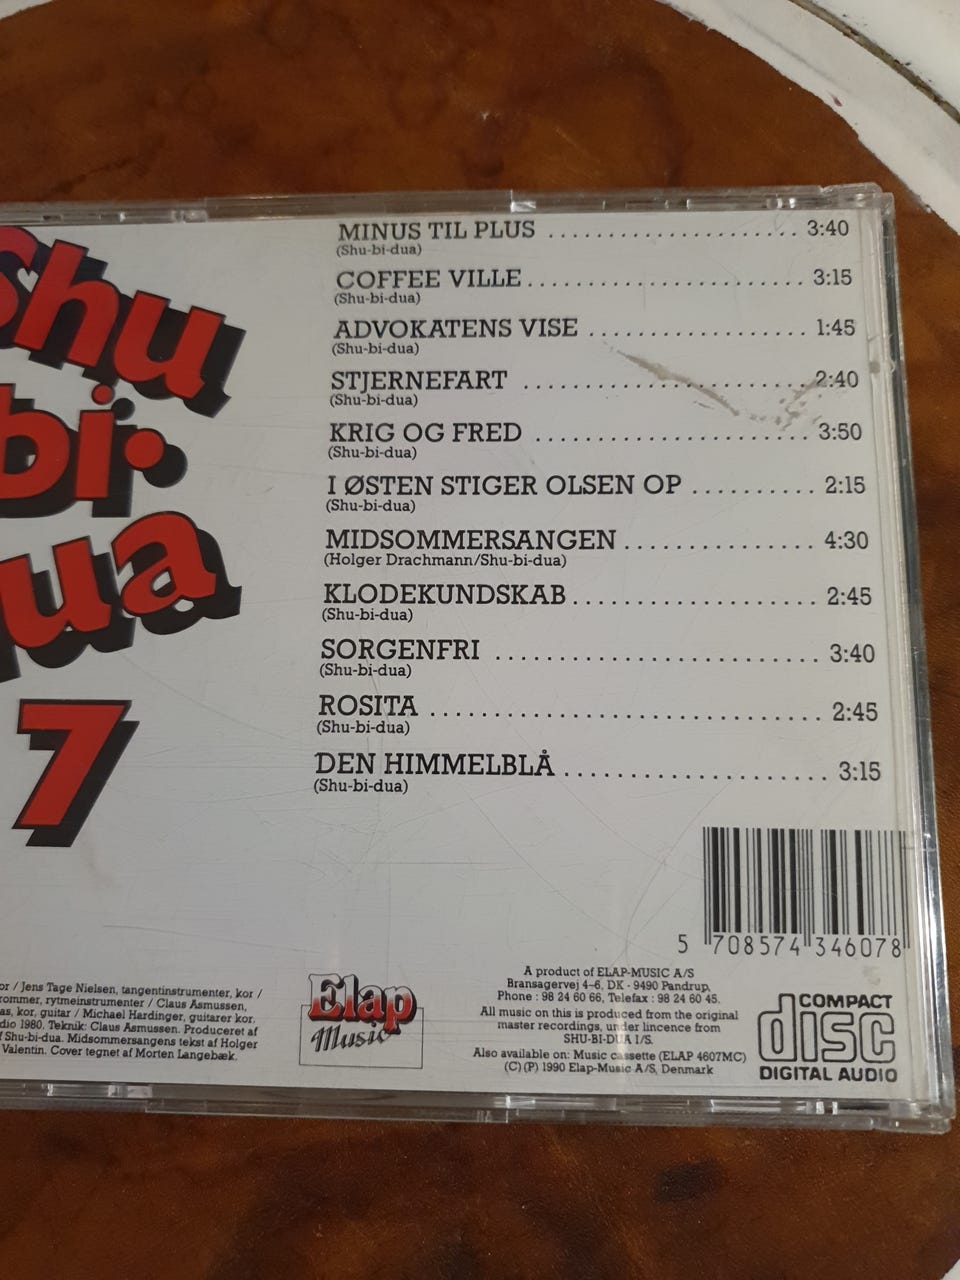 Shu
bi·
dua
7
MINUS TIL PLUS .................... 3:40
(Shu-bi-dua)
COFFEE VILLE ...................... 3:15
(Shu-bi-dua)
ADVOKATENS VISE ................. 1:45
(Shu-bi-dua)
STJERNEFART ...................... 2:40
(Shu-bi-dua)
KRIG OG FRED ..................... 3:50
(Shu-bi-dua)
I ØSTEN STIGER OLSEN OP .......... 2:15
(Shu-bi-dua)
MIDSOMMERSANGEN ............... 4:30
(Holger Drachmann/Shu-bi-dua)
KLODEKUNDSKAB ................... 2:45
(Shu-bi-dua)
SORGENFRI ......................... 3:40
(Shu-bi-dua)
ROSITA .............................. 2:45
(Shu-bi-dua)
DEN HIMMELBLÅ .................... 3:15
(Shu-bi-dua)
5 708574 346078
or / Jens Tage Nielsen, tangentinstrumenter, kor /
rommer, rytmeinstrumenter / Claus Asmussen,
as, kor, guitar / Michael Hardinger, guitarer kor.
dio 1980. Teknik: Claus Asmussen. Produceret af
f Shu-bi-dua. Midsommersangens tekst af Holger
Valentin. Cover tegnet af Morten Langebæk.
Elap
Music
A product of ELAP-MUSIC A/S
Bransagervej 4-6, DK - 9490 Pandrup,
Phone : 98 24 60 66, Telefax : 98 24 60 45.
All music on this is produced from the original
master recordings, under lincence from
SHU-BI-DUA I/S.
Also available on: Music cassette (ELAP 4607MC)
(C) (P) 1990 Elap-Music A/S, Denmark
COMPACT
disc
DIGITAL AUDIO